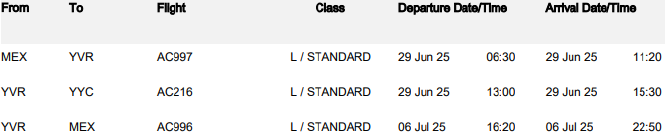 From To Flight Class Departure Date/Time Arrival Date/Time
MEX YVR AC997 L / STANDARD 29 Jun 25 06:30 29 Jun 25 11:20
YVR YYC AC216 L / STANDARD 29 Jun 25 13:00 29 Jun 25 15:30
YVR MEX AC996 L / STANDARD 06 Jul 25 16:20 06 Jul 25 22:50